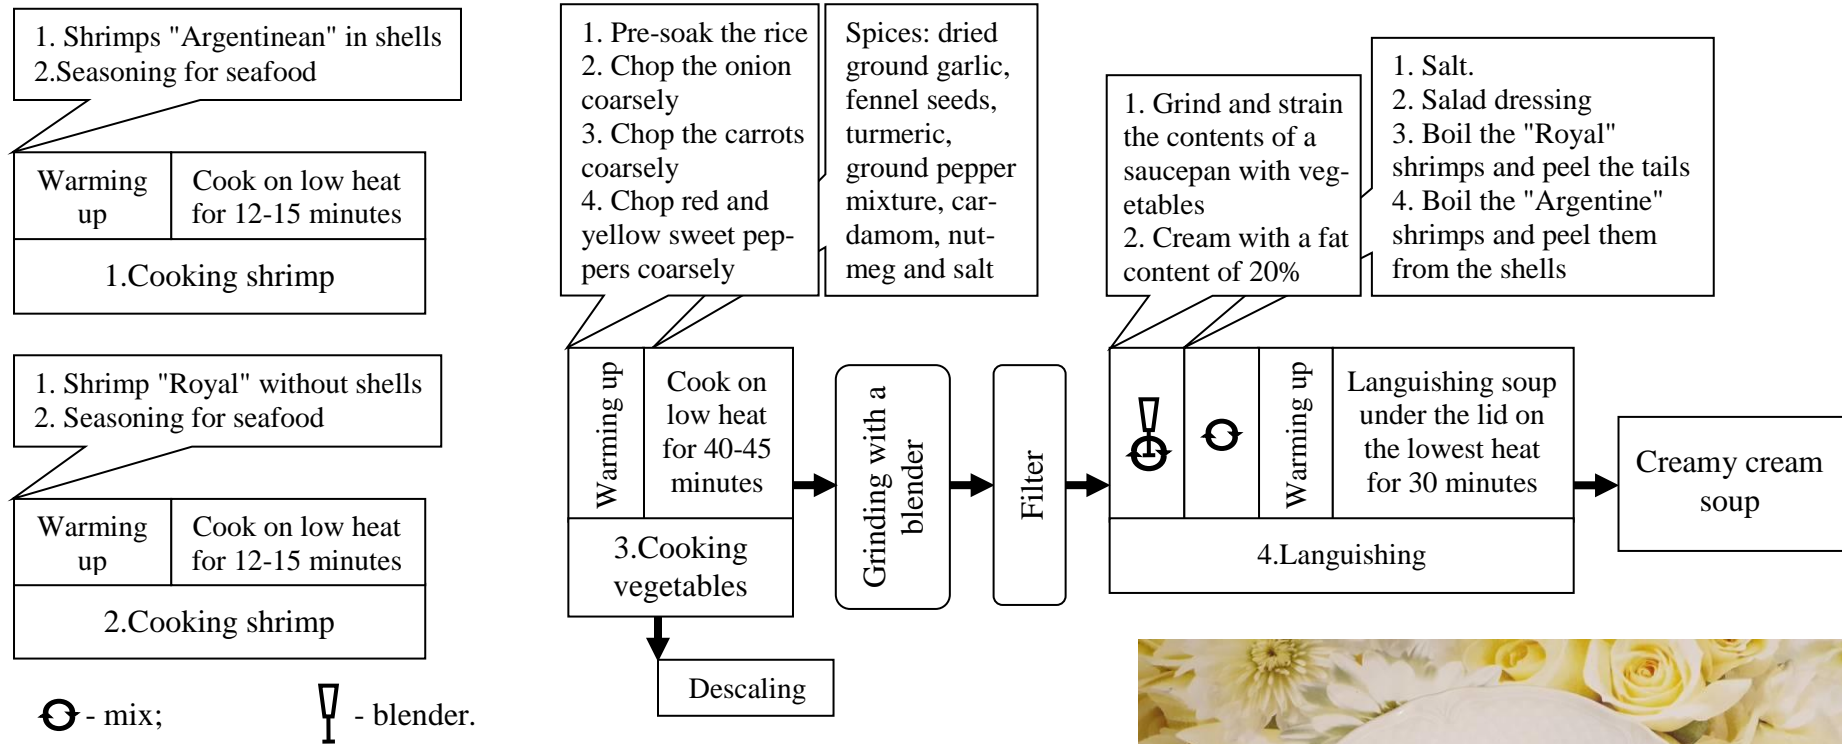 1. Shrimps "Argentinean" in shells
2.Seasoning for seafood
Warming
up
Cook on low heat
for 12-15 minutes
1.Cooking shrimp
1. Shrimp "Royal" without shells
2. Seasoning for seafood
Warming
up
Cook on low heat
for 12-15 minutes
2.Cooking shrimp
- mix;
- blender.
1. Pre-soak the rice
2. Chop the onion
coarsely
3. Chop the carrots
coarsely
4. Chop red and
yellow sweet pep-
pers coarsely
Spices: dried
ground garlic,
fennel seeds,
turmeric,
ground pepper
mixture, car-
damom, nut-
meg and salt
Warming up
Cook on
low heat
for 40-45
minutes
3.Cooking
vegetables
Descaling
Grinding with a
blender
Filter
1. Grind and strain
the contents of a
saucepan with veg-
etables
2. Cream with a fat
content of 20%
1. Salt.
2. Salad dressing
3. Boil the "Royal"
shrimps and peel the tails
4. Boil the "Argentine"
shrimps and peel them
from the shells
Warming up
Languishing soup
under the lid on
the lowest heat
for 30 minutes
4.Languishing
Creamy cream
soup